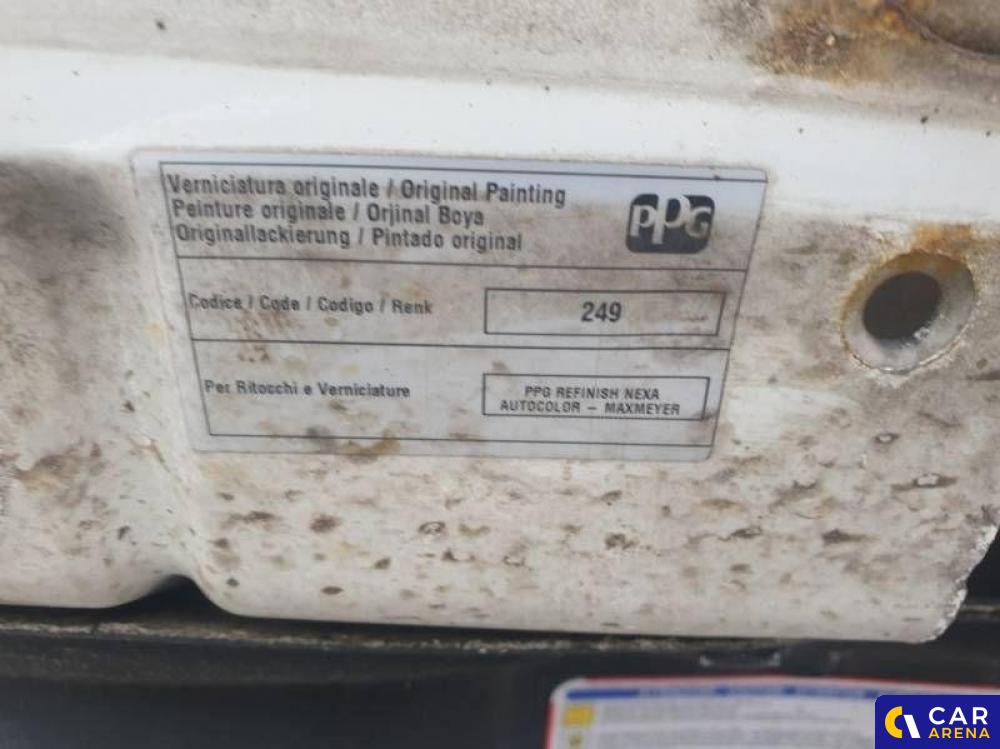 Verniciatura originale / Original Painting
Peinture originale / Orjinal Boya
Originallackierung / Pintado original
PPG
Codice / Code / Codigo / Renk
249
Per Ritocchi e Verniciature
PPG REFINISH NEXA
AUTOCOLOR – MAXMEYER
CAR
ARENA